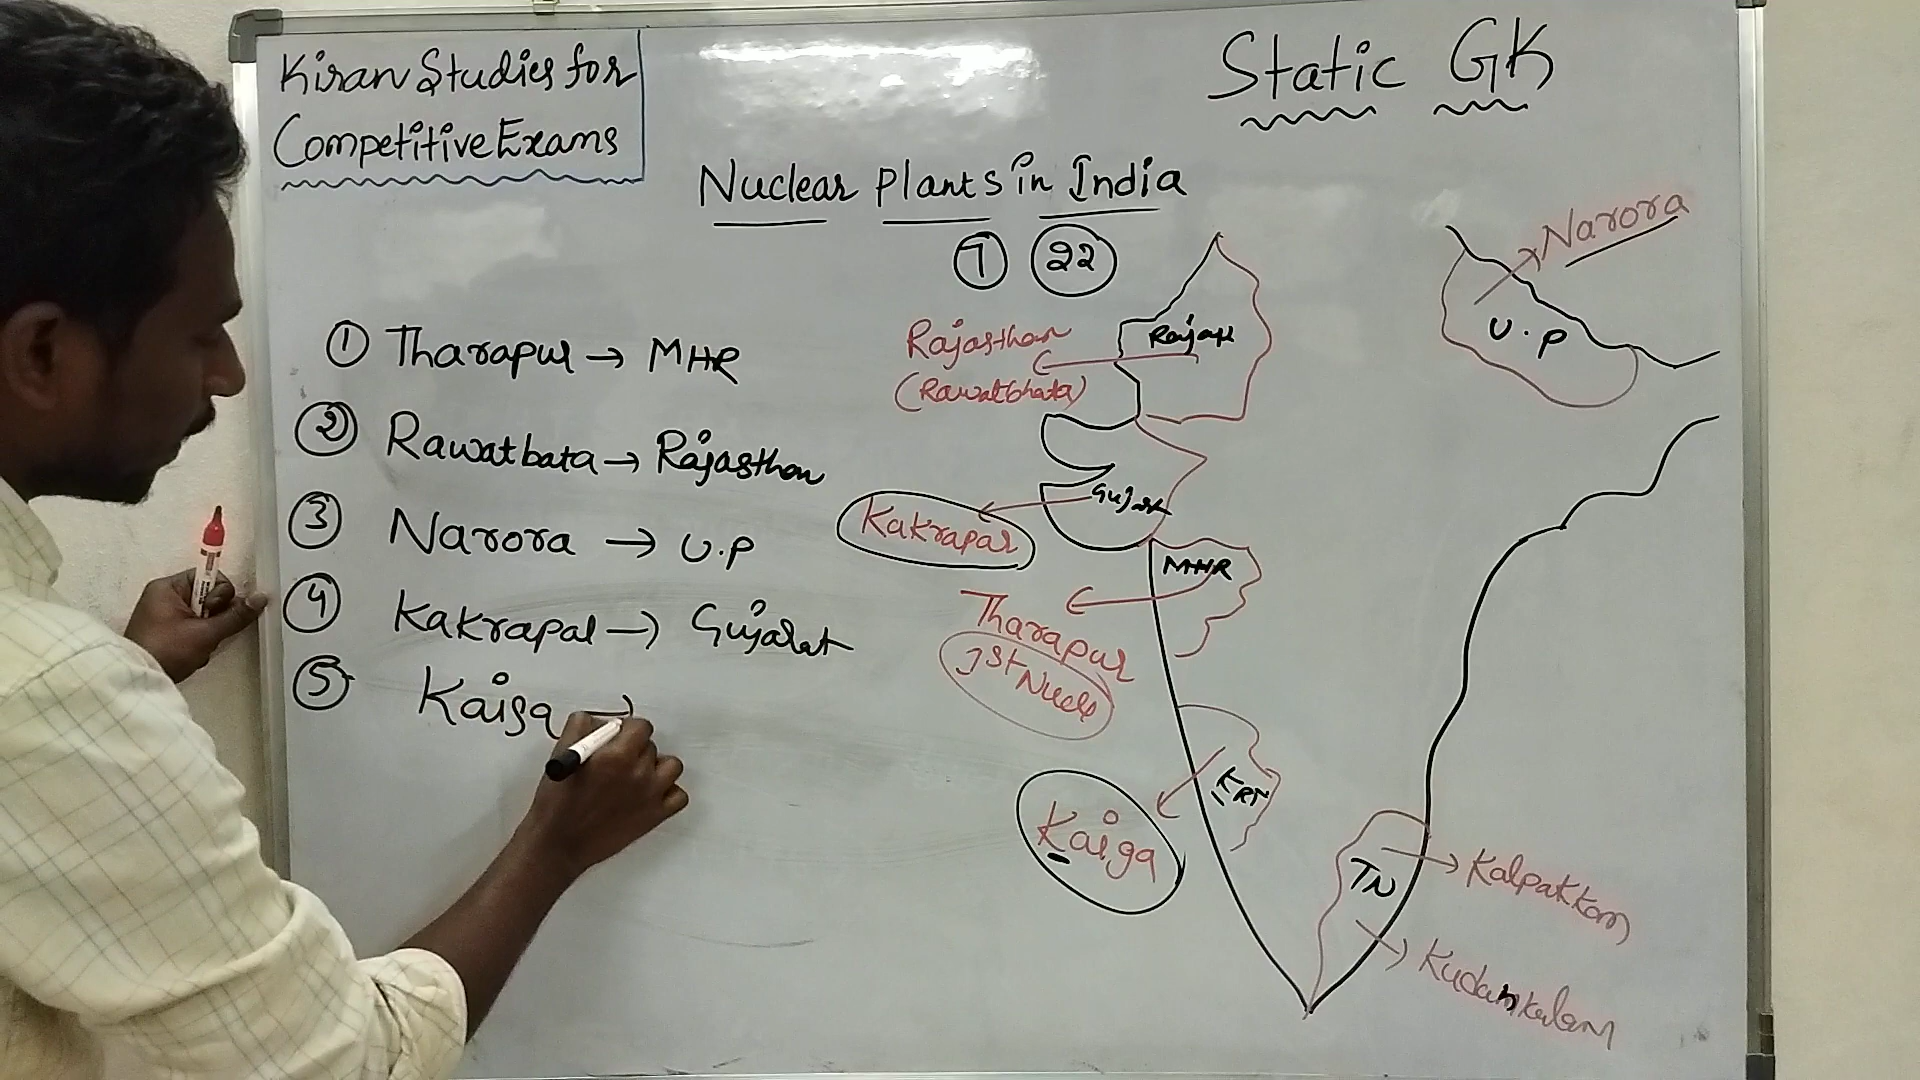 Kiran Studies for
Competitive Exams
Static GK
Nuclear Plants in India
7 22
1 Tharapur → MHR
2 Rawatbata → Rajasthan
3 Narora → U.P
4 Kakrapal → Gujarat
5 Kaiga →
Narora
U.P
Rajasthan
(Rawatbhata)
Kakrapar
MHR
Tharapur
1st Nucle
KRT
Kaiga
TN
Kalpakkam
Kudankulam